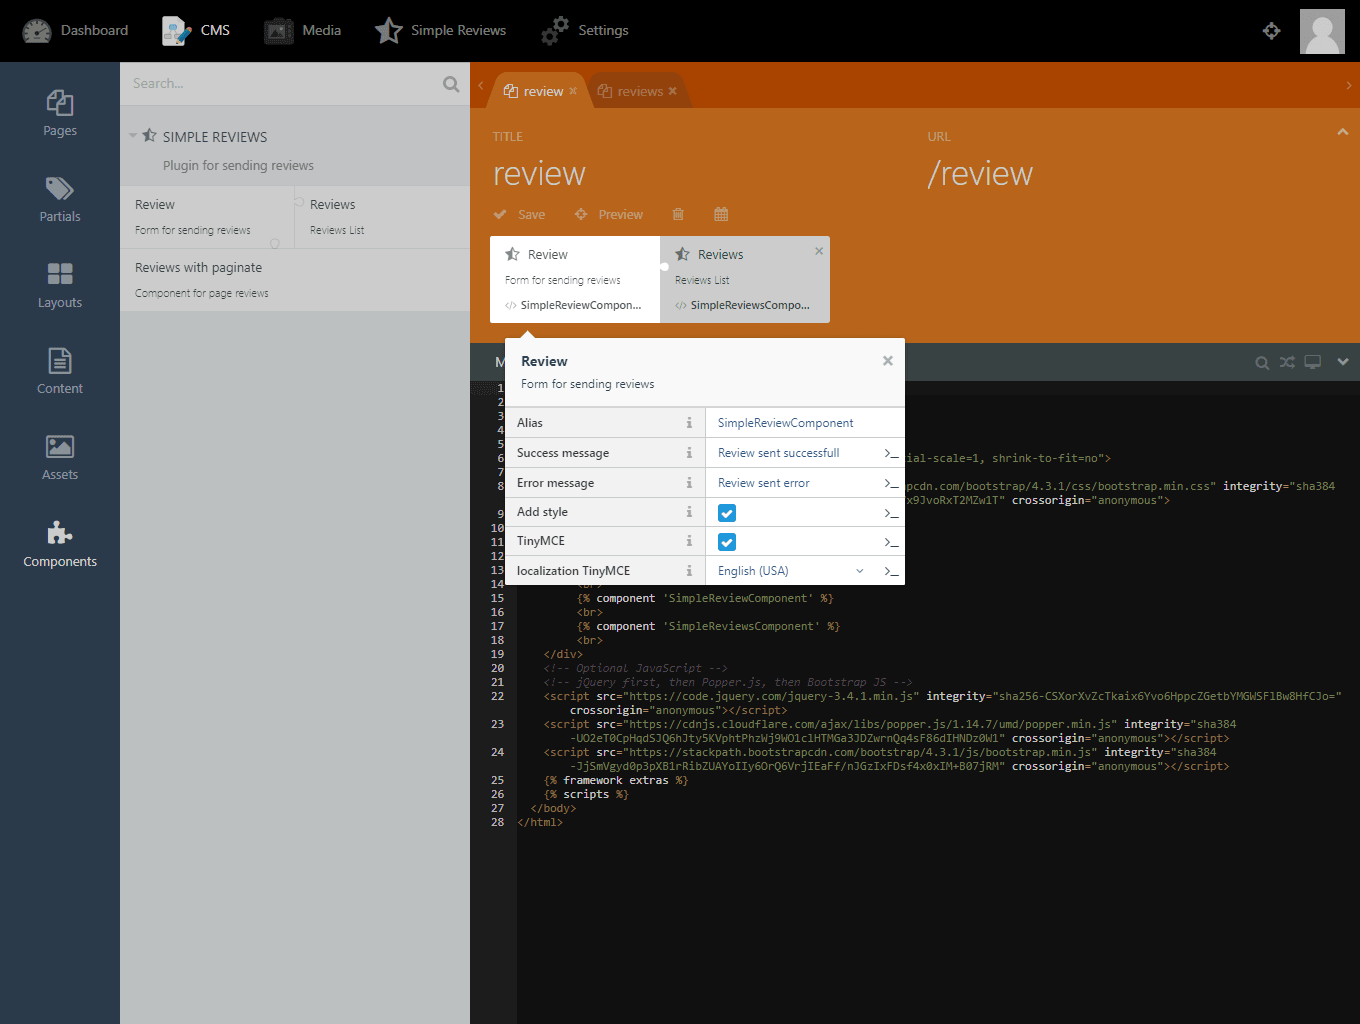 Dashboard
CMS
Media
Simple Reviews
Settings
Pages
Partials
Layouts
Content
Assets
Components
Search...
SIMPLE REVIEWS
Plugin for sending reviews
Review
Form for sending reviews
Reviews
Reviews List
Reviews with paginate
Component for page reviews
review
reviews
TITLE
review
URL
/review
Save
Preview
Review
Form for sending reviews
SimpleReviewCompon...
Reviews
Reviews List
SimpleReviewsCompo...
M
Review
Form for sending reviews
Alias
SimpleReviewComponent
Success message
Review sent successfull
Error message
Review sent error
Add style
TinyMCE
localization TinyMCE
English (USA)
1
2
3
4
5
6 ial-scale=1, shrink-to-fit=no">
7
8 apcdn.com/bootstrap/4.3.1/css/bootstrap.min.css" integrity="sha384
x9JvoRxT2MZw1T" crossorigin="anonymous">
9
10
11
12
13
14 <br>
15 {% component 'SimpleReviewComponent' %}
16 <br>
17 {% component 'SimpleReviewsComponent' %}
18 <br>
19 </div>
20 <!-- Optional JavaScript -->
21 <!-- jQuery first, then Popper.js, then Bootstrap JS -->
22 <script src="https://code.jquery.com/jquery-3.4.1.min.js" integrity="sha256-CSXorXvZcTkaix6Yvo6HppcZGetbYMGWSFlBw8HfCJo="
crossorigin="anonymous"></script>
23 <script src="https://cdnjs.cloudflare.com/ajax/libs/popper.js/1.14.7/umd/popper.min.js" integrity="sha384
-UO2eT0CpHqdSJQ6hJty5KVphtPhzWj9WO1clHTMGa3JDZwrnQq4sF86dIHNDz0W1" crossorigin="anonymous"></script>
24 <script src="https://stackpath.bootstrapcdn.com/bootstrap/4.3.1/js/bootstrap.min.js" integrity="sha384
-JjSmVgyd0p3pXB1rRibZUAYoIIy6OrQ6VrjIEaFf/nJGzIxFDsf4x0xIM+B07jRM" crossorigin="anonymous"></script>
25 {% framework extras %}
26 {% scripts %}
27 </body>
28 </html>